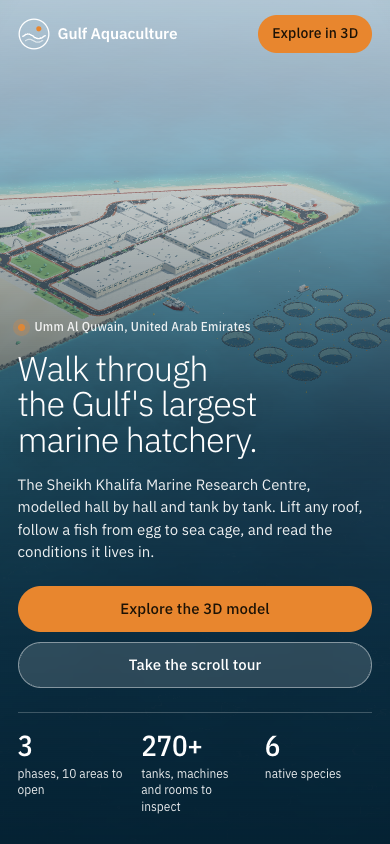 Gulf Aquaculture
Explore in 3D
Umm Al Quwain, United Arab Emirates
Walk through
the Gulf's largest
marine hatchery.
The Sheikh Khalifa Marine Research Centre,
modelled hall by hall and tank by tank. Lift any roof,
follow a fish from egg to sea cage, and read the
conditions it lives in.
Explore the 3D model
Take the scroll tour
3
phases, 10 areas to
open
270+
tanks, machines
and rooms to
inspect
6
native species